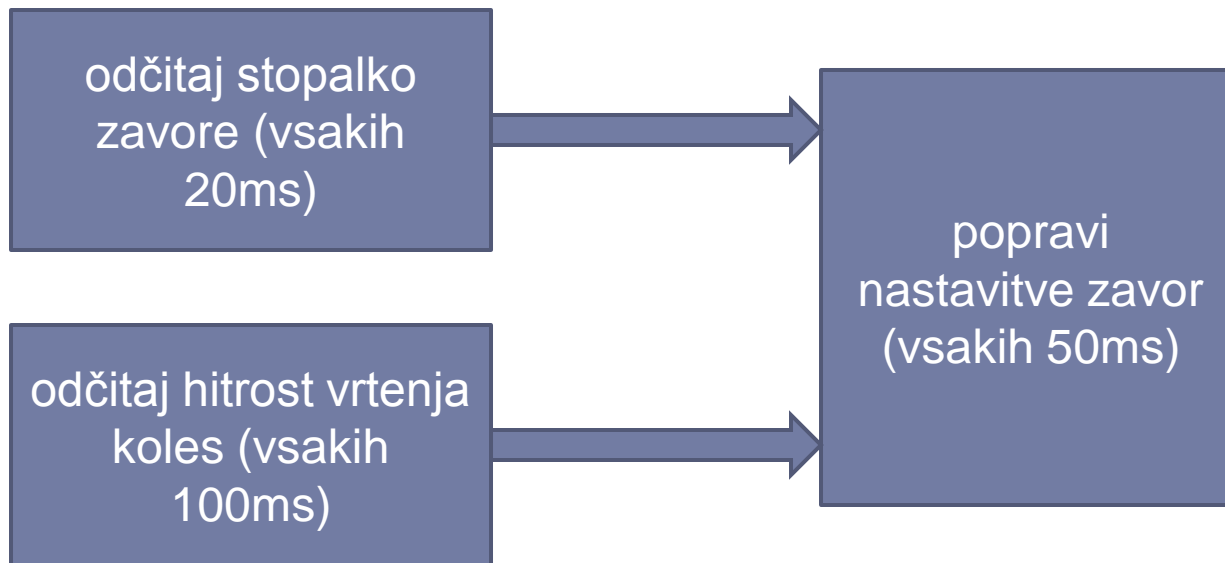 odčitaj stopalko
zavore (vsakih
20ms)
odčitaj hitrost vrtenja
koles (vsakih
100ms)
popravi
nastavitve zavor
(vsakih 50ms)